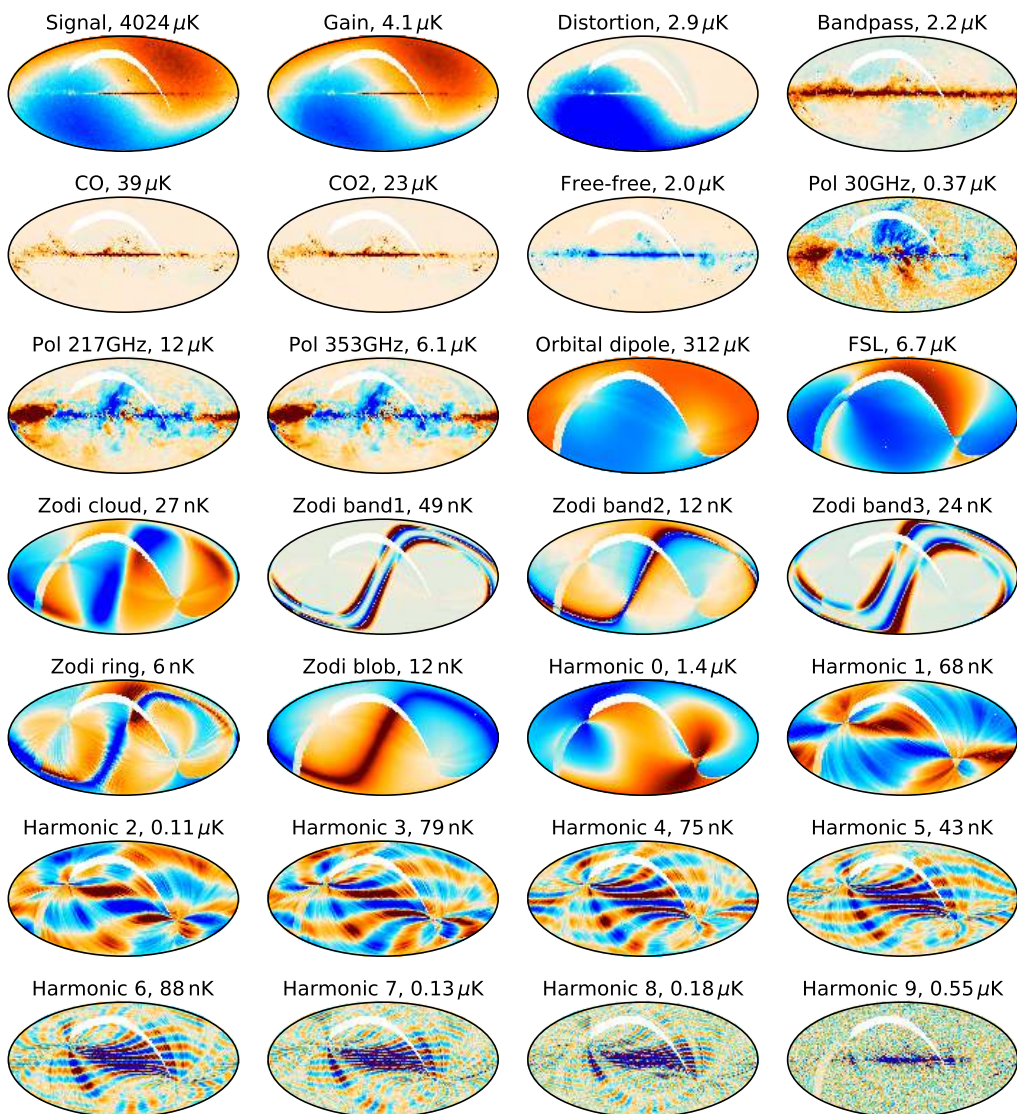 Signal, 4024 μK
Gain, 4.1 μK
Distortion, 2.9 μK
Bandpass, 2.2 μK
CO, 39 μK
CO2, 23 μK
Free-free, 2.0 μK
Pol 30GHz, 0.37 μK
Pol 217GHz, 12 μK
Pol 353GHz, 6.1 μK
Orbital dipole, 312 μK
FSL, 6.7 μK
Zodi cloud, 27 nK
Zodi band1, 49 nK
Zodi band2, 12 nK
Zodi band3, 24 nK
Zodi ring, 6 nK
Zodi blob, 12 nK
Harmonic 0, 1.4 μK
Harmonic 1, 68 nK
Harmonic 2, 0.11 μK
Harmonic 3, 79 nK
Harmonic 4, 75 nK
Harmonic 5, 43 nK
Harmonic 6, 88 nK
Harmonic 7, 0.13 μK
Harmonic 8, 0.18 μK
Harmonic 9, 0.55 μK